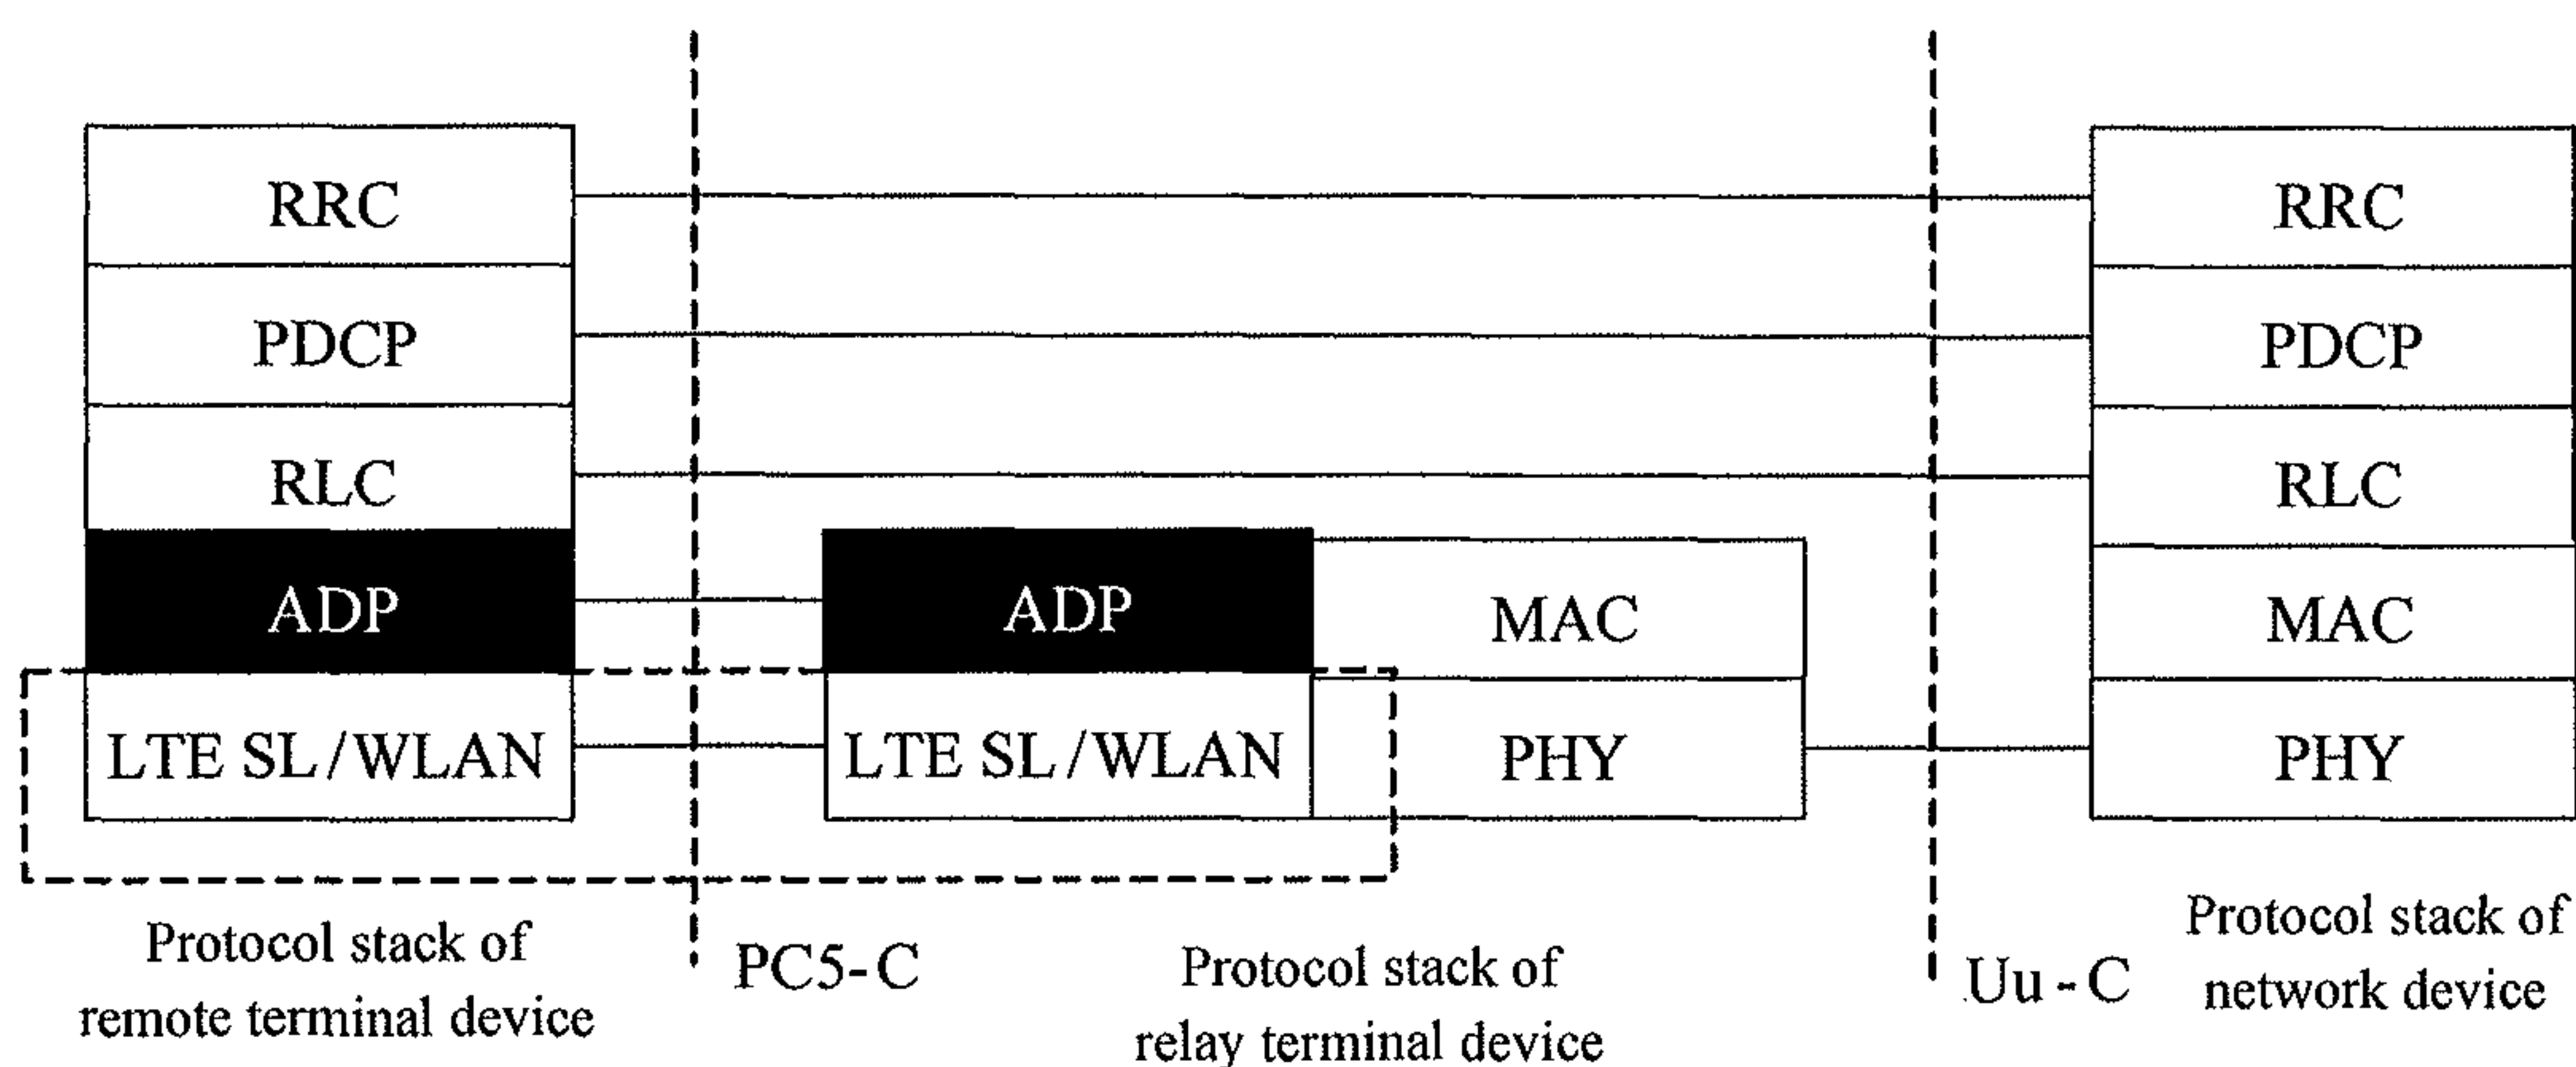 RRC
PDCP
RLC
ADP
LTE SL/WLAN
Protocol stack of
remote terminal device
PC5-C
ADP
MAC
LTE SL/WLAN
PHY
Protocol stack of
relay terminal device
Uu-C
RRC
PDCP
RLC
MAC
PHY
Protocol stack of
network device